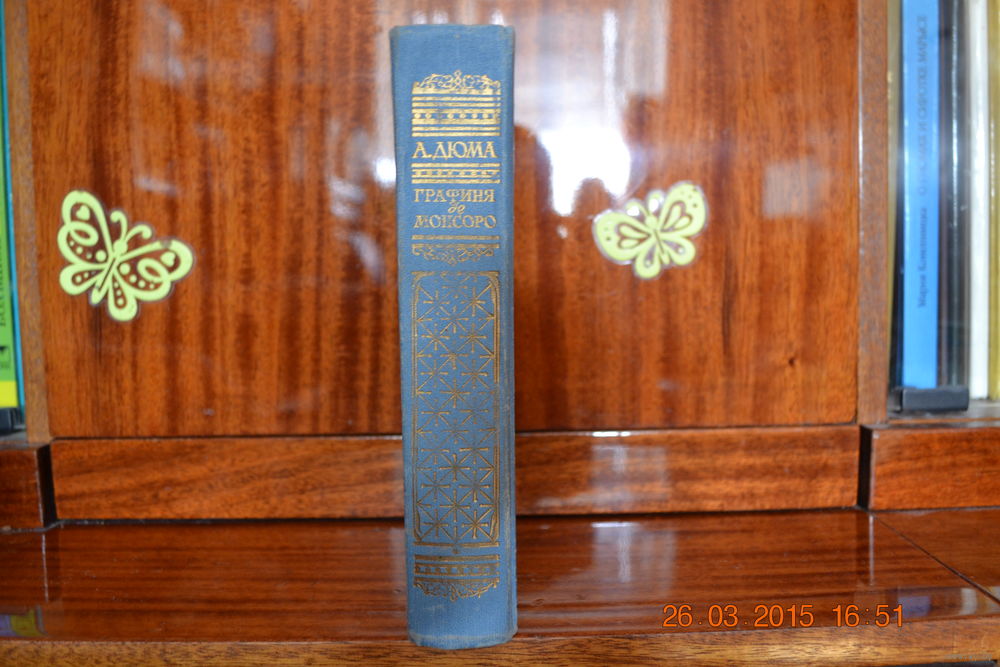 А. ДЮМА
ГРАФИНЯ
де
МОНСОРО
26.03.2015 16:51